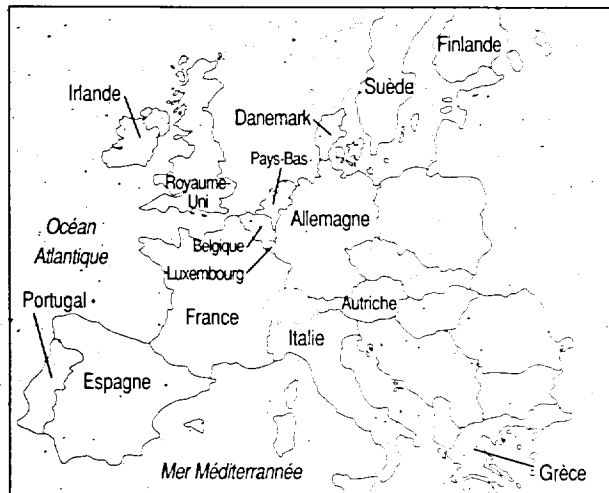 Finlande
Suède
Irlande
Danemark
Pays-Bas
Royaume-
Uni
Allemagne
Océan
Atlantique
Belgique
Luxembourg
Portugal
Autriche
France
Italie
Espagne
Mer Méditerrannée
Grèce